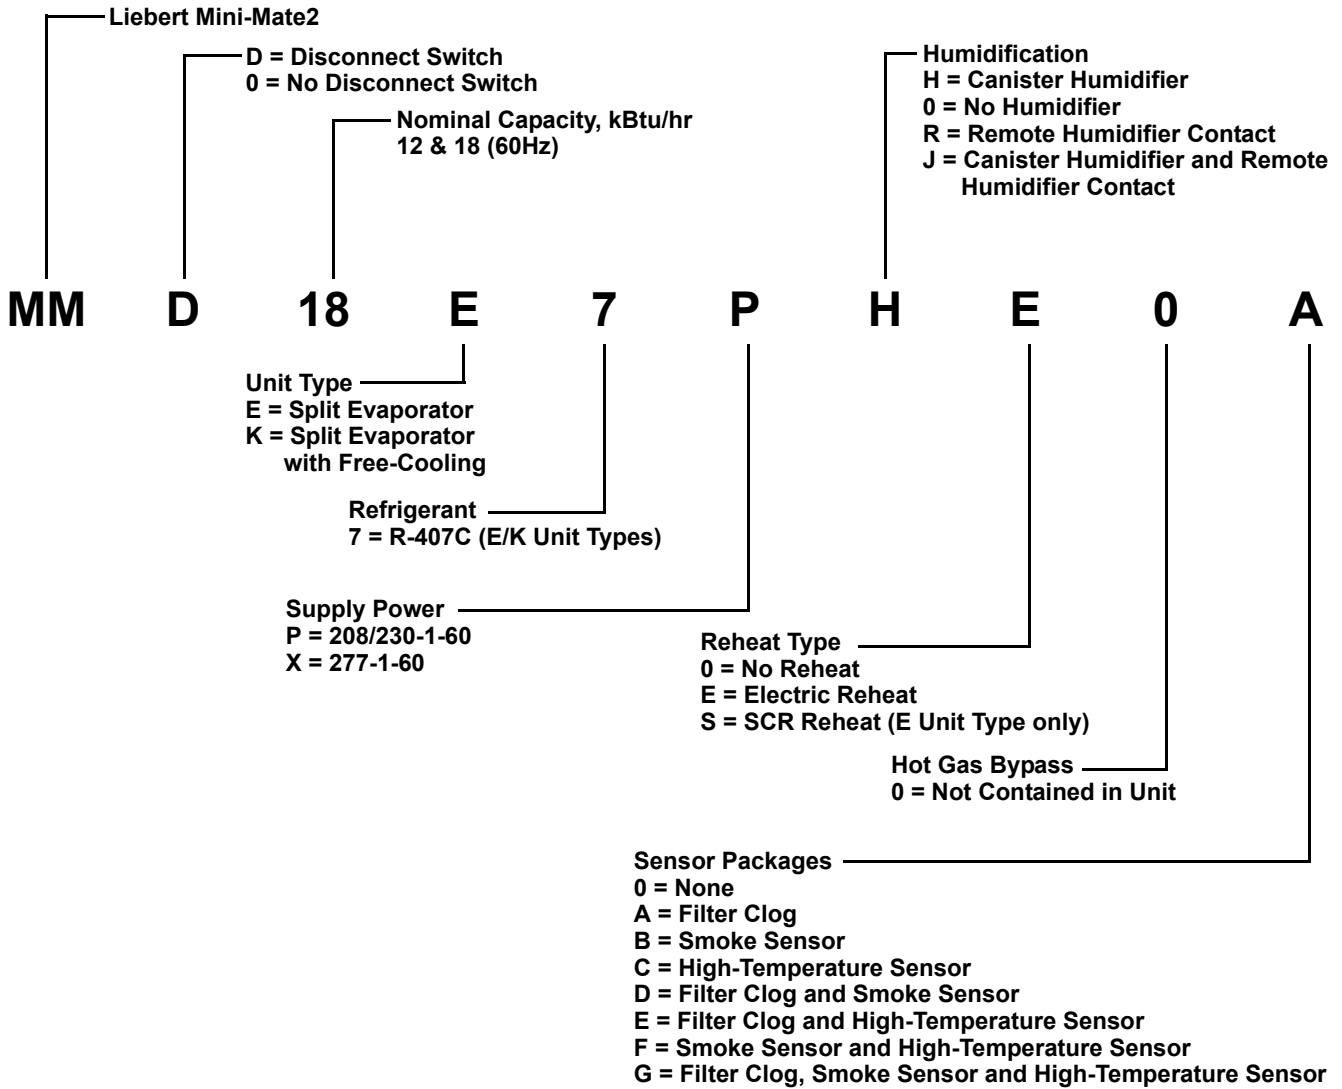 Liebert Mini-Mate2
D = Disconnect Switch
0 = No Disconnect Switch
Nominal Capacity, kBtu/hr
12 & 18 (60Hz)
Humidification
H = Canister Humidifier
0 = No Humidifier
R = Remote Humidifier Contact
J = Canister Humidifier and Remote
Humidifier Contact
MM D 18 E 7 P H E 0 A
Unit Type
E = Split Evaporator
K = Split Evaporator
with Free-Cooling
Refrigerant
7 = R-407C (E/K Unit Types)
Supply Power
P = 208/230-1-60
X = 277-1-60
Reheat Type
0 = No Reheat
E = Electric Reheat
S = SCR Reheat (E Unit Type only)
Hot Gas Bypass
0 = Not Contained in Unit
Sensor Packages
0 = None
A = Filter Clog
B = Smoke Sensor
C = High-Temperature Sensor
D = Filter Clog and Smoke Sensor
E = Filter Clog and High-Temperature Sensor
F = Smoke Sensor and High-Temperature Sensor
G = Filter Clog, Smoke Sensor and High-Temperature Sensor